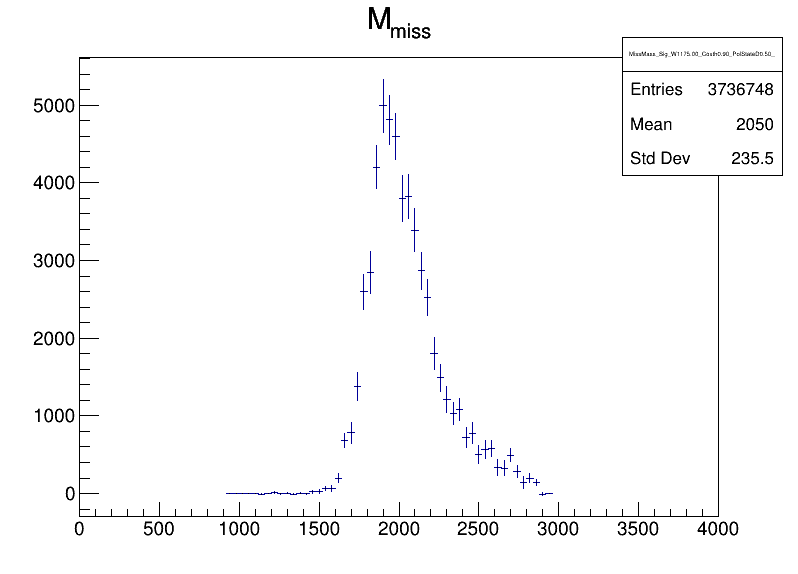 M_miss
MissMass_Sig_W1175.00_Costh0.90_PolStateD0.50_
Entries 3736748
Mean 2050
Std Dev 235.5
5000
4000
3000
2000
1000
0
0 500 1000 1500 2000 2500 3000 3500 4000